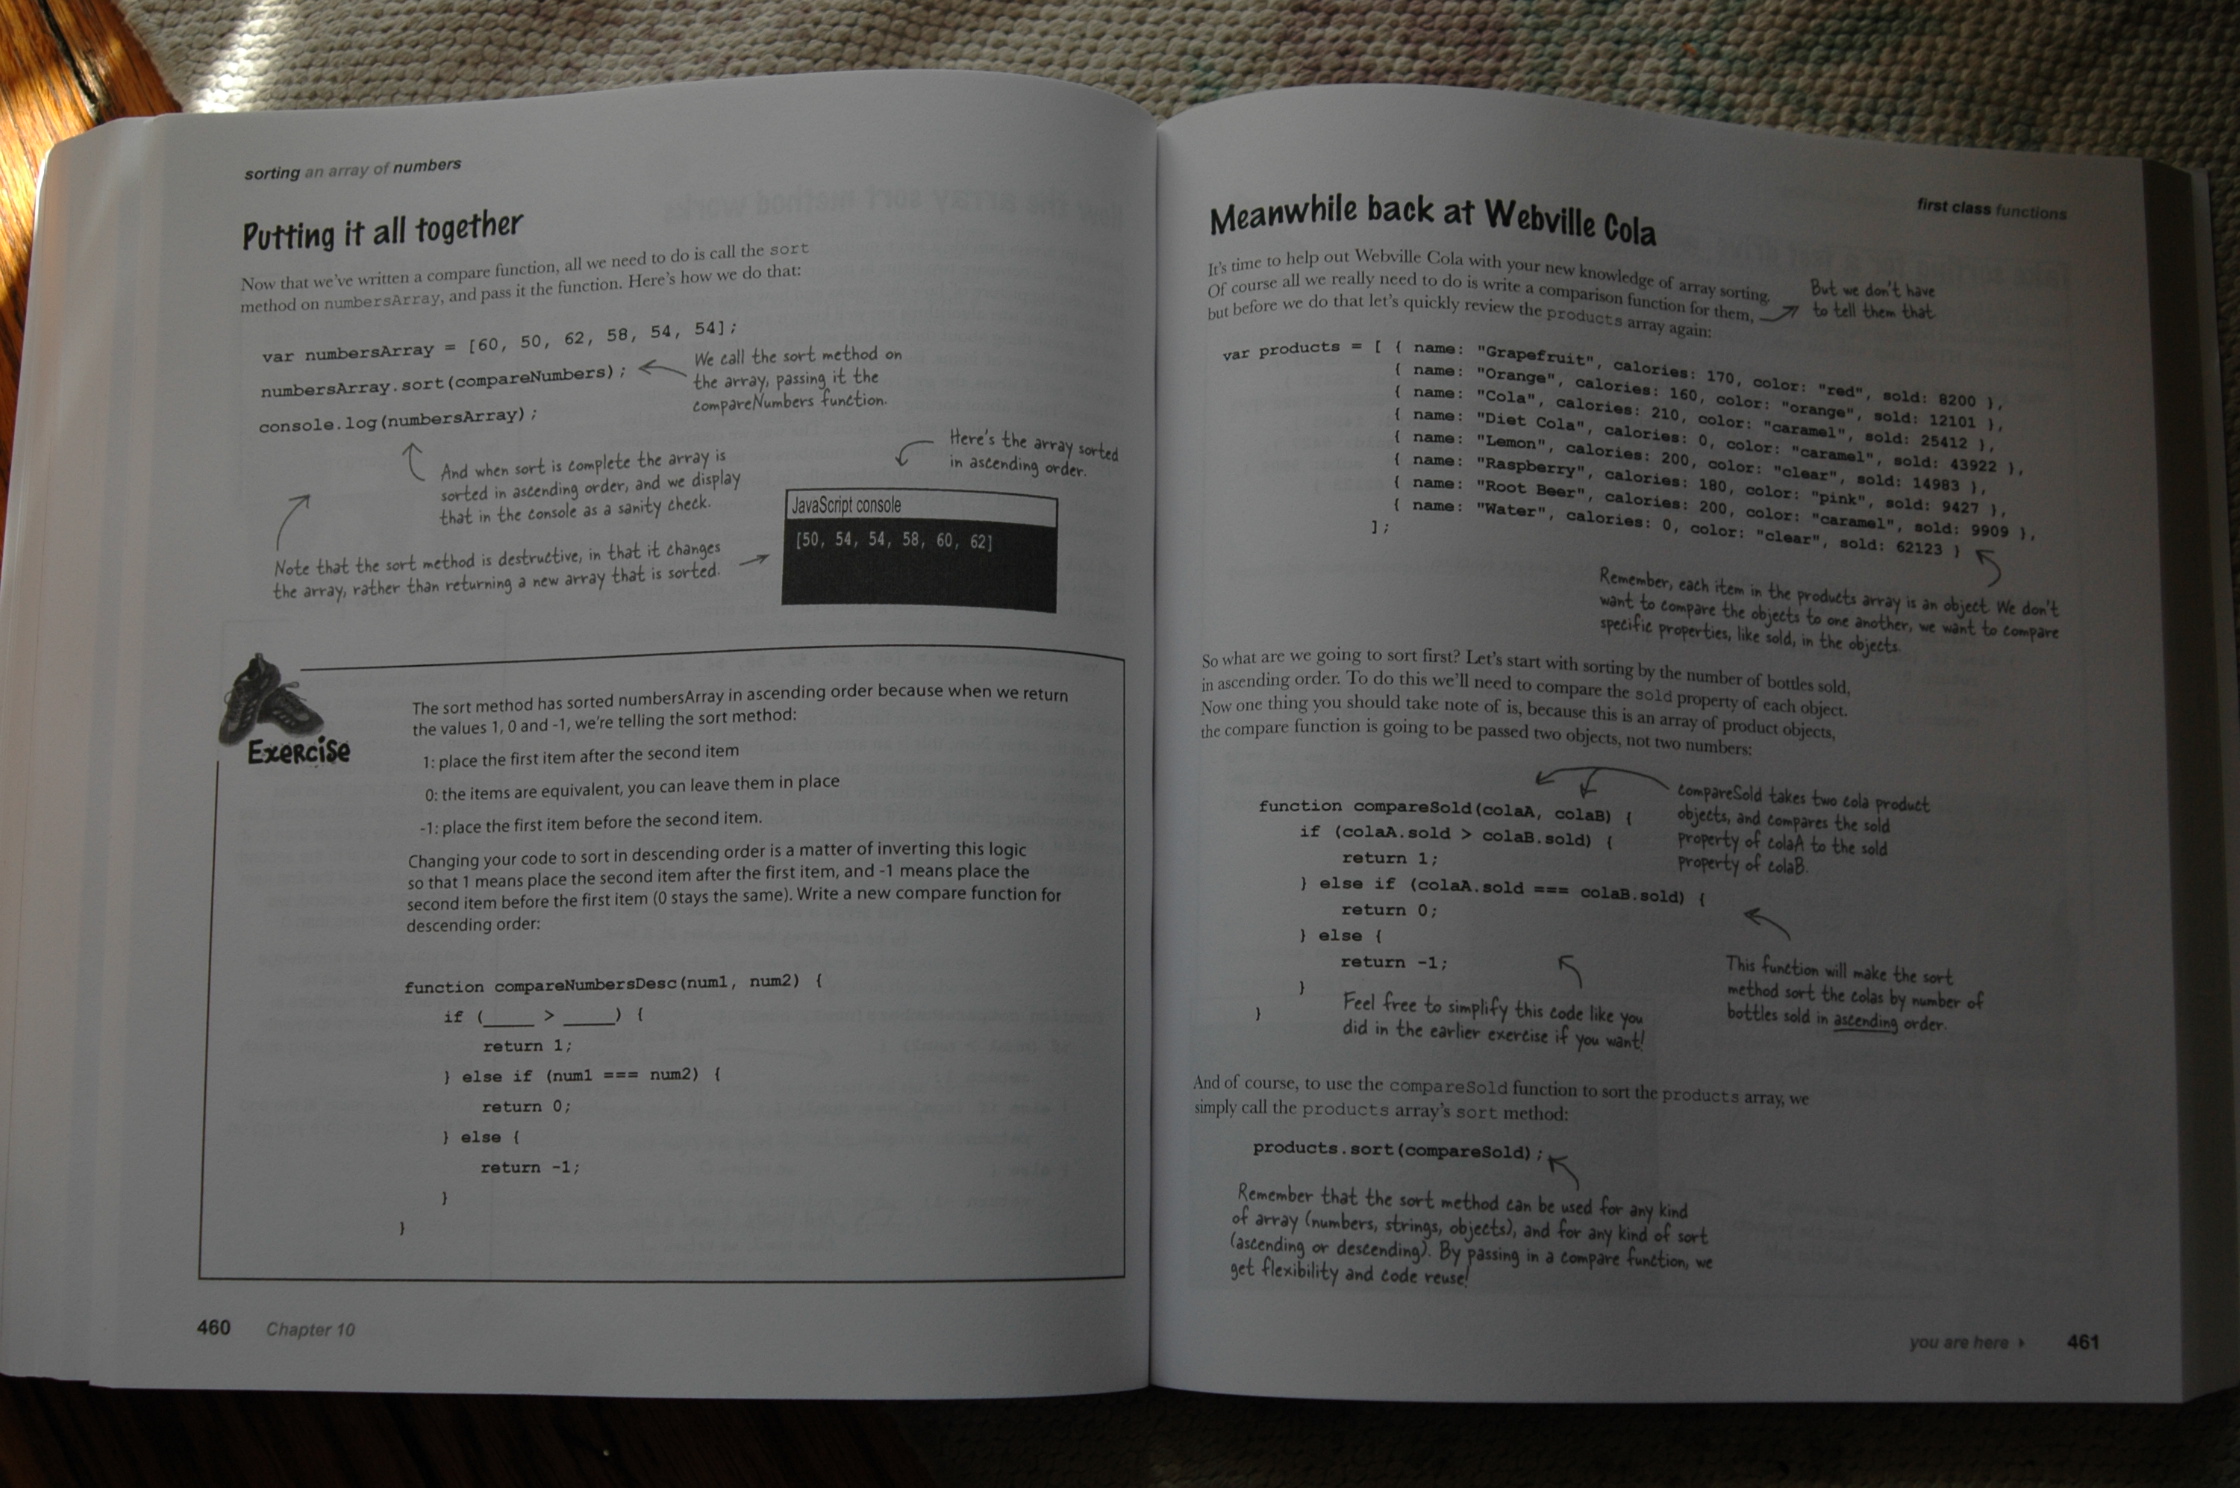 sorting an array of numbers
Putting it all together
Now that we've written a compare function, all we need to do is call the sort
method on numbersArray, and pass it the function. Here's how we do that:
var numbersArray = [60, 50, 62, 58, 54, 54];
numbersArray.sort(compareNumbers);
console.log(numbersArray);
We call the sort method on
the array, passing it the
compareNumbers function.
And when sort is complete the array is
sorted in ascending order, and we display
that in the console as a sanity check.
Here's the array sorted
in ascending order.
JavaScript console
[50, 54, 54, 58, 60, 62]
Note that the sort method is destructive, in that it changes
the array, rather than returning a new array that is sorted.
Exercise
The sort method has sorted numbersArray in ascending order because when we return
the values 1, 0 and -1, we're telling the sort method:
1: place the first item after the second item
0: the items are equivalent, you can leave them in place
-1: place the first item before the second item.
Changing your code to sort in descending order is a matter of inverting this logic
so that 1 means place the second item after the first item, and -1 means place the
second item before the first item (0 stays the same). Write a new compare function for
descending order:
function compareNumbersDesc(num1, num2) {
if (_____ > _____) {
return 1;
} else if (num1 === num2) {
return 0;
} else {
return -1;
}
}
460 Chapter 10
first class functions
Meanwhile back at Webville Cola
It's time to help out Webville Cola with your new knowledge of array sorting.
Of course all we really need to do is write a comparison function for them,
but before we do that let's quickly review the products array again:
But we don't have
to tell them that
var products = [ { name: "Grapefruit", calories: 170, color: "red", sold: 8200 },
{ name: "Orange", calories: 160, color: "orange", sold: 12101 },
{ name: "Cola", calories: 210, color: "caramel", sold: 25412 },
{ name: "Diet Cola", calories: 0, color: "caramel", sold: 43922 },
{ name: "Lemon", calories: 200, color: "clear", sold: 14983 },
{ name: "Raspberry", calories: 180, color: "pink", sold: 9427 },
{ name: "Root Beer", calories: 200, color: "caramel", sold: 9909 },
{ name: "Water", calories: 0, color: "clear", sold: 62123 }
];
Remember, each item in the products array is an object. We don't
want to compare the objects to one another, we want to compare
specific properties, like sold, in the objects.
So what are we going to sort first? Let's start with sorting by the number of bottles sold,
in ascending order. To do this we'll need to compare the sold property of each object.
Now one thing you should take note of is, because this is an array of product objects,
the compare function is going to be passed two objects, not two numbers:
function compareSold(colaA, colaB) {
if (colaA.sold > colaB.sold) {
return 1;
} else if (colaA.sold === colaB.sold) {
return 0;
} else {
return -1;
}
}
compareSold takes two cola product
objects, and compares the sold
property of colaA to the sold
property of colaB.
This function will make the sort
method sort the colas by number of
bottles sold in ascending order.
Feel free to simplify this code like you
did in the earlier exercise if you want!
And of course, to use the compareSold function to sort the products array, we
simply call the products array's sort method:
products.sort(compareSold);
Remember that the sort method can be used for any kind
of array (numbers, strings, objects), and for any kind of sort
(ascending or descending). By passing in a compare function, we
get flexibility and code reuse!
you are here ▸ 461